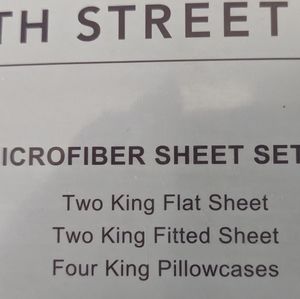 TH STREET
ICROFIBER SHEET SET
Two King Flat Sheet
Two King Fitted Sheet
Four King Pillowcases